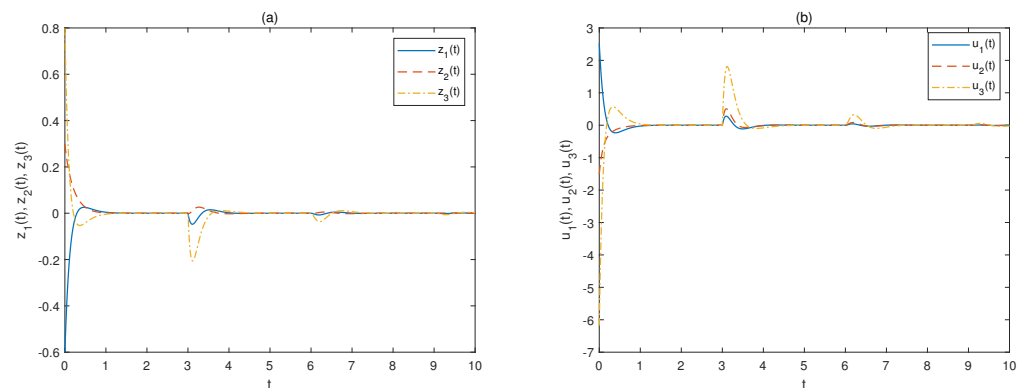 (a)
0.8
0.6
0.4
0.2
0
-0.2
-0.4
-0.6
0 1 2 3 4 5 6 7 8 9 10
t
z_1(t), z_2(t), z_3(t)
z_1(t)
z_2(t)
z_3(t)
(b)
3
2
1
0
-1
-2
-3
-4
-5
-6
-7
0 1 2 3 4 5 6 7 8 9 10
t
u_1(t), u_2(t), u_3(t)
u_1(t)
u_2(t)
u_3(t)